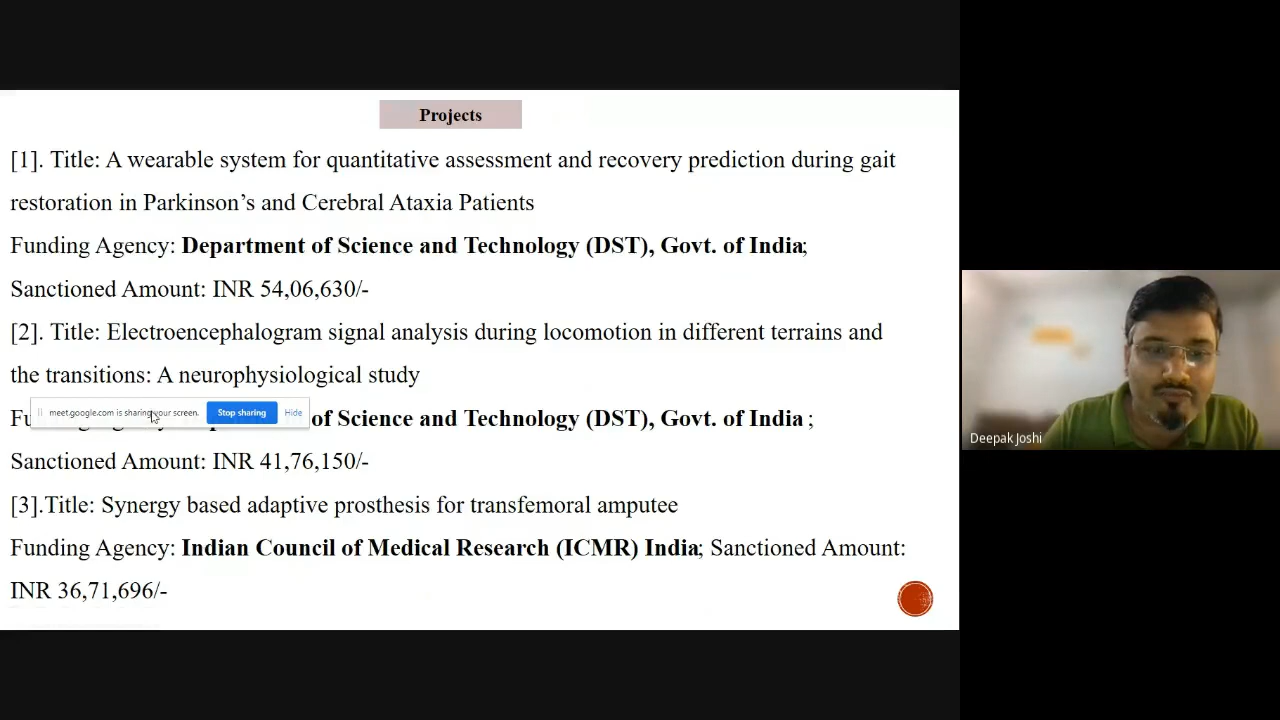 Projects
[1]. Title: A wearable system for quantitative assessment and recovery prediction during gait
restoration in Parkinson’s and Cerebral Ataxia Patients
Funding Agency: Department of Science and Technology (DST), Govt. of India;
Sanctioned Amount: INR 54,06,630/-
[2]. Title: Electroencephalogram signal analysis during locomotion in different terrains and
the transitions: A neurophysiological study
meet.google.com is sharing your screen. Stop sharing Hide
of Science and Technology (DST), Govt. of India ;
Sanctioned Amount: INR 41,76,150/-
[3].Title: Synergy based adaptive prosthesis for transfemoral amputee
Funding Agency: Indian Council of Medical Research (ICMR) India; Sanctioned Amount:
INR 36,71,696/-
Deepak Joshi